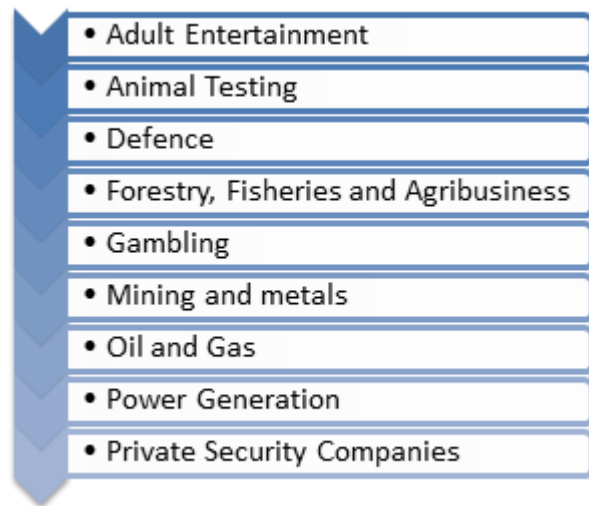 • Adult Entertainment
• Animal Testing
• Defence
• Forestry, Fisheries and Agribusiness
• Gambling
• Mining and metals
• Oil and Gas
• Power Generation
• Private Security Companies